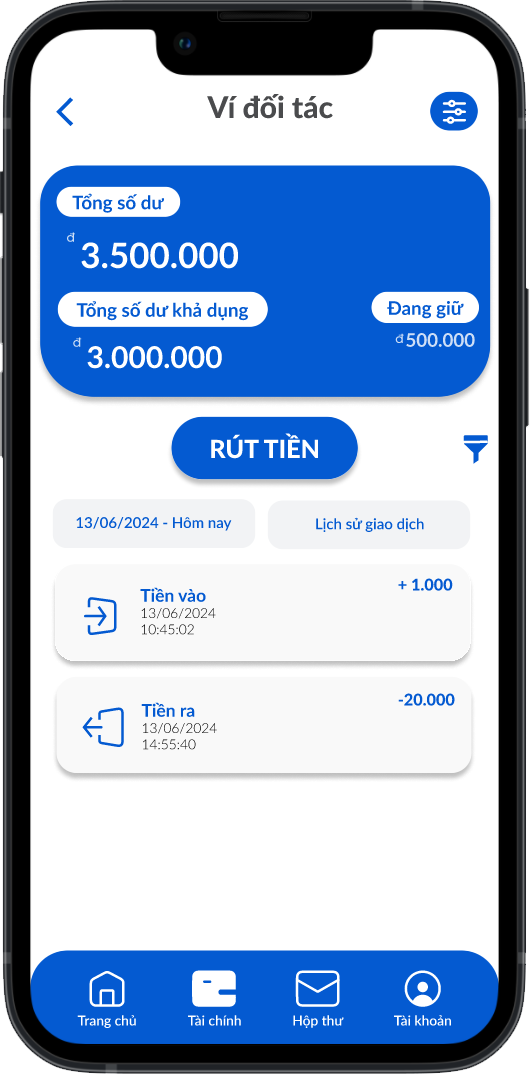 Ví đối tác
Tổng số dư
đ 3.500.000
Tổng số dư khả dụng
Đang giữ
đ 3.000.000
đ 500.000
RÚT TIỀN
13/06/2024 - Hôm nay
Lịch sử giao dịch
Tiền vào
+ 1.000
13/06/2024
10:45:02
Tiền ra
-20.000
13/06/2024
14:55:40
Trang chủ
Tài chính
Hộp thư
Tài khoản